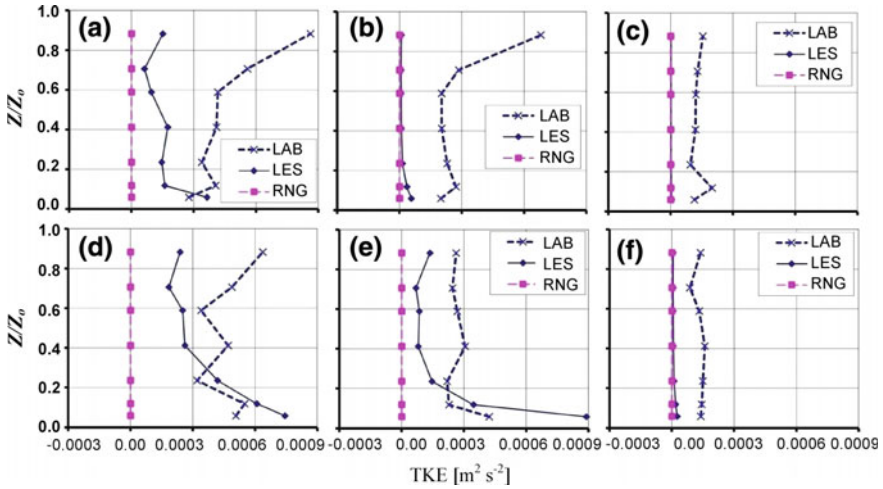 (a) (b) (c)
1.0
0.8
0.6
0.4
0.2
0.0
Z/Zo
LAB
LES
RNG
LAB
LES
RNG
LAB
LES
RNG
(d) (e) (f)
1.0
0.8
0.6
0.4
0.2
0.0
Z/Zo
LAB
LES
RNG
LAB
LES
RNG
LAB
LES
RNG
-0.0003 0.00 0.0003 0.0006 0.0009
-0.0003 0.00 0.0003 0.0006 0.0009
-0.0003 0.00 0.0003 0.0006 0.0009
TKE [m² s⁻²]